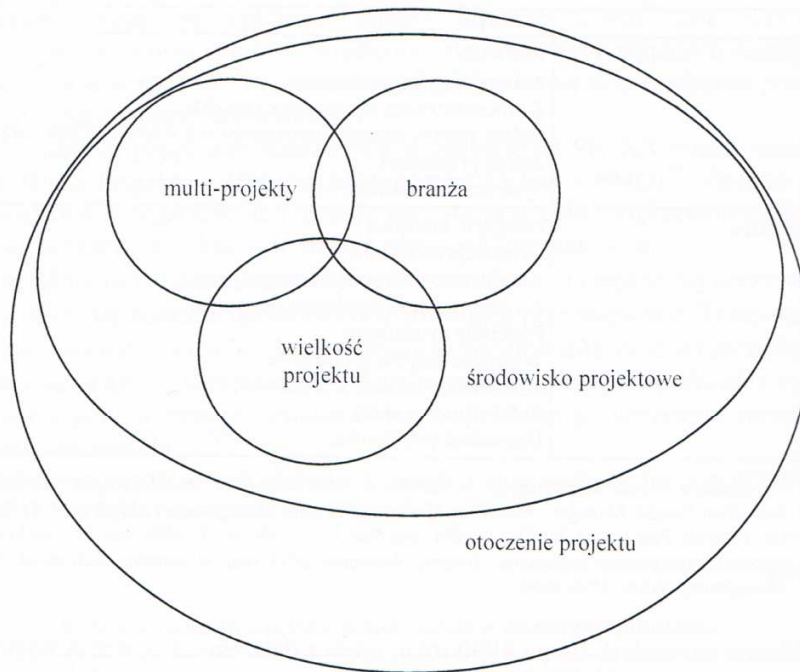 multi-projekty
branża
wielkość
projektu
środowisko projektowe
otoczenie projektu